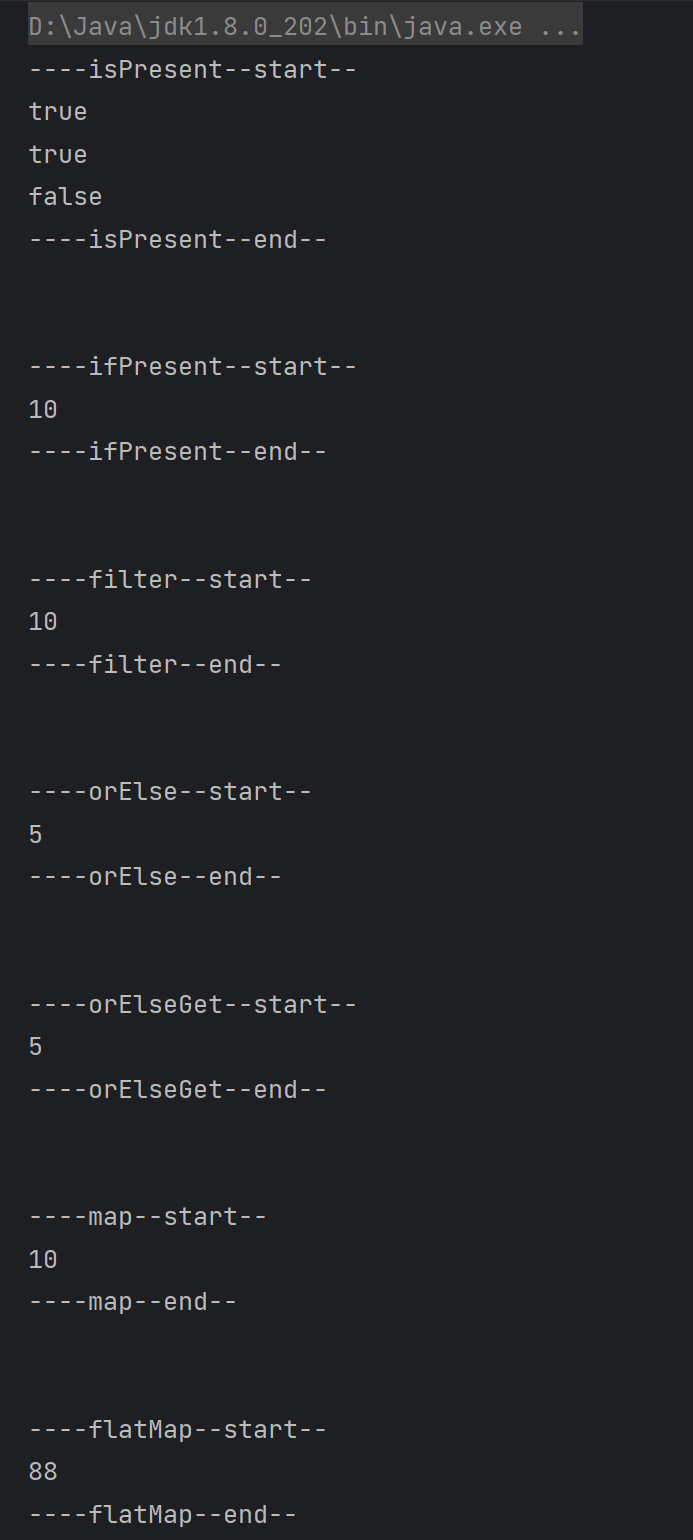 D:\Java\jdk1.8.0_202\bin\java.exe ...
----isPresent--start--
true
true
false
----isPresent--end--
----ifPresent--start--
10
----ifPresent--end--
----filter--start--
10
----filter--end--
----orElse--start--
5
----orElse--end--
----orElseGet--start--
5
----orElseGet--end--
----map--start--
10
----map--end--
----flatMap--start--
88
----flatMap--end--